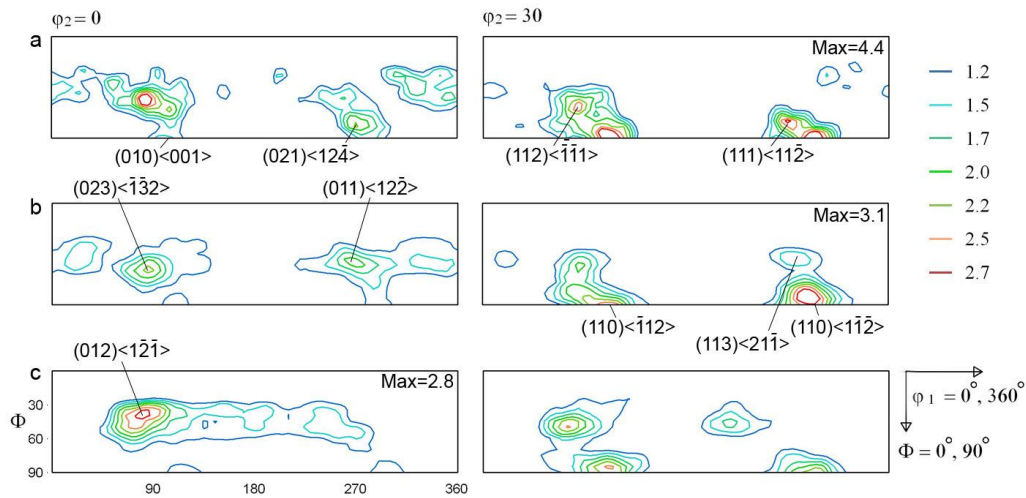 φ2 = 0
φ2 = 30
a
Max=4.4
(010)<001>
(021)<124̄>
(112)<1̄1̄1>
(111)<112̄>
1.2
1.5
1.7
2.0
2.2
2.5
2.7
(023)<1̄32>
(011)<122̄>
b
Max=3.1
(110)<1̄12>
(113)<211̄>
(110)<11̄2̄>
(012)<12̄1̄>
c
Max=2.8
Φ
30
60
90
90
180
270
360
φ1 = 0°, 360°
Φ = 0°, 90°